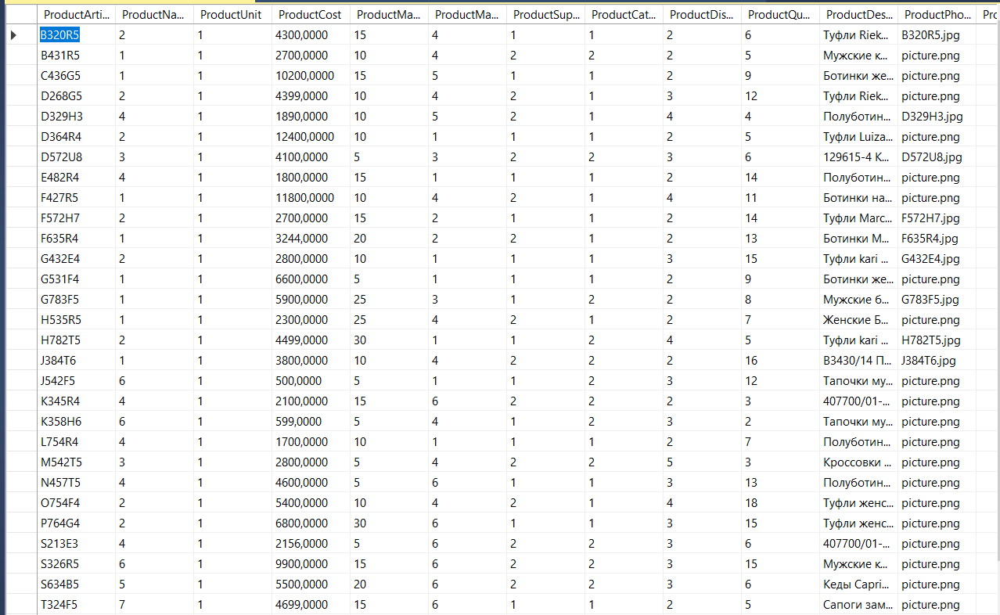 ProductArti... ProductNa... ProductUnit ProductCost ProductMa... ProductMa... ProductSup... ProductCat... ProductDis... ProductQu... ProductDes... ProductPho... Prc
B320R5 2 1 4300,0000 15 4 1 1 2 6 Туфли Riek... B320R5.jpg
B431R5 1 1 2700,0000 10 4 2 2 2 5 Мужские к... picture.png
C436G5 1 1 10200,0000 15 5 1 1 2 9 Ботинки же... picture.png
D268G5 2 1 4399,0000 10 4 2 1 3 12 Туфли Riek... picture.png
D329H3 4 1 1890,0000 10 5 2 1 4 4 Полуботин... D329H3.jpg
D364R4 2 1 12400,0000 10 1 1 1 2 5 Туфли Luiza... picture.png
D572U8 3 1 4100,0000 5 3 2 2 3 6 129615-4 К... D572U8.jpg
E482R4 4 1 1800,0000 15 1 1 1 2 14 Полуботин... picture.png
F427R5 1 1 11800,0000 10 4 2 1 4 11 Ботинки на... picture.png
F572H7 2 1 2700,0000 15 2 1 1 2 14 Туфли Marc... F572H7.jpg
F635R4 1 1 3244,0000 20 2 2 1 2 13 Ботинки М... F635R4.jpg
G432E4 2 1 2800,0000 10 1 1 1 3 15 Туфли kari ... G432E4.jpg
G531F4 1 1 6600,0000 5 1 1 1 2 9 Ботинки же... picture.png
G783F5 1 1 5900,0000 25 3 1 2 2 8 Мужские б... G783F5.jpg
H535R5 1 1 2300,0000 25 4 2 1 2 7 Женские Б... picture.png
H782T5 2 1 4499,0000 30 1 1 2 4 5 Туфли kari ... H782T5.jpg
J384T6 1 1 3800,0000 10 4 2 2 2 16 B3430/14 П... J384T6.jpg
J542F5 6 1 500,0000 5 1 1 2 3 12 Тапочки му... picture.png
K345R4 4 1 2100,0000 15 6 2 2 2 3 407700/01-... picture.png
K358H6 6 1 599,0000 5 4 1 2 3 2 Тапочки му... picture.png
L754R4 4 1 1700,0000 10 1 1 1 2 7 Полуботин... picture.png
M542T5 3 1 2800,0000 5 4 2 2 5 3 Кроссовки ... picture.png
N457T5 4 1 4600,0000 5 6 1 1 3 13 Полуботин... picture.png
O754F4 2 1 5400,0000 10 4 2 1 4 18 Туфли женс... picture.png
P764G4 2 1 6800,0000 30 6 1 1 3 15 Туфли женс... picture.png
S213E3 4 1 2156,0000 5 6 2 2 3 6 407700/01-... picture.png
S326R5 6 1 9900,0000 15 6 2 2 3 15 Мужские к... picture.png
S634B5 5 1 5500,0000 20 6 2 2 3 6 Кеды Capri... picture.png
T324F5 7 1 4699,0000 15 6 1 1 2 5 Сапоги зам... picture.png